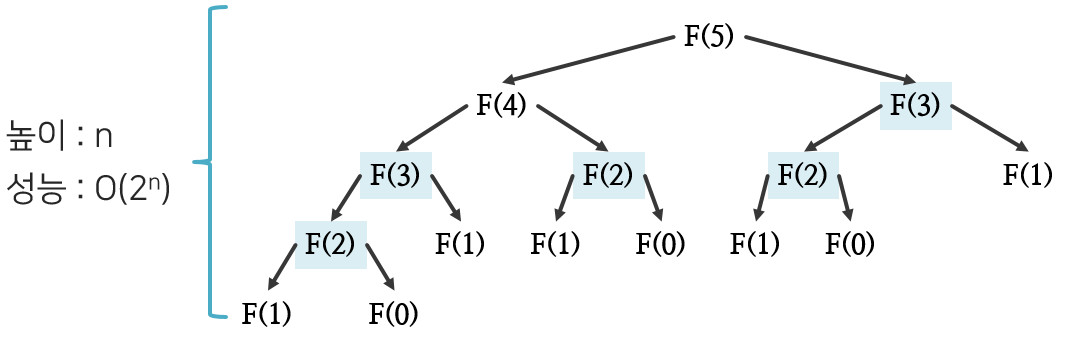 F(5)
F(4) F(3)
높이 : n
F(3) F(2) F(2) F(1)
성능 : O(2ⁿ)
F(2) F(1) F(1) F(0) F(1) F(0)
F(1) F(0)